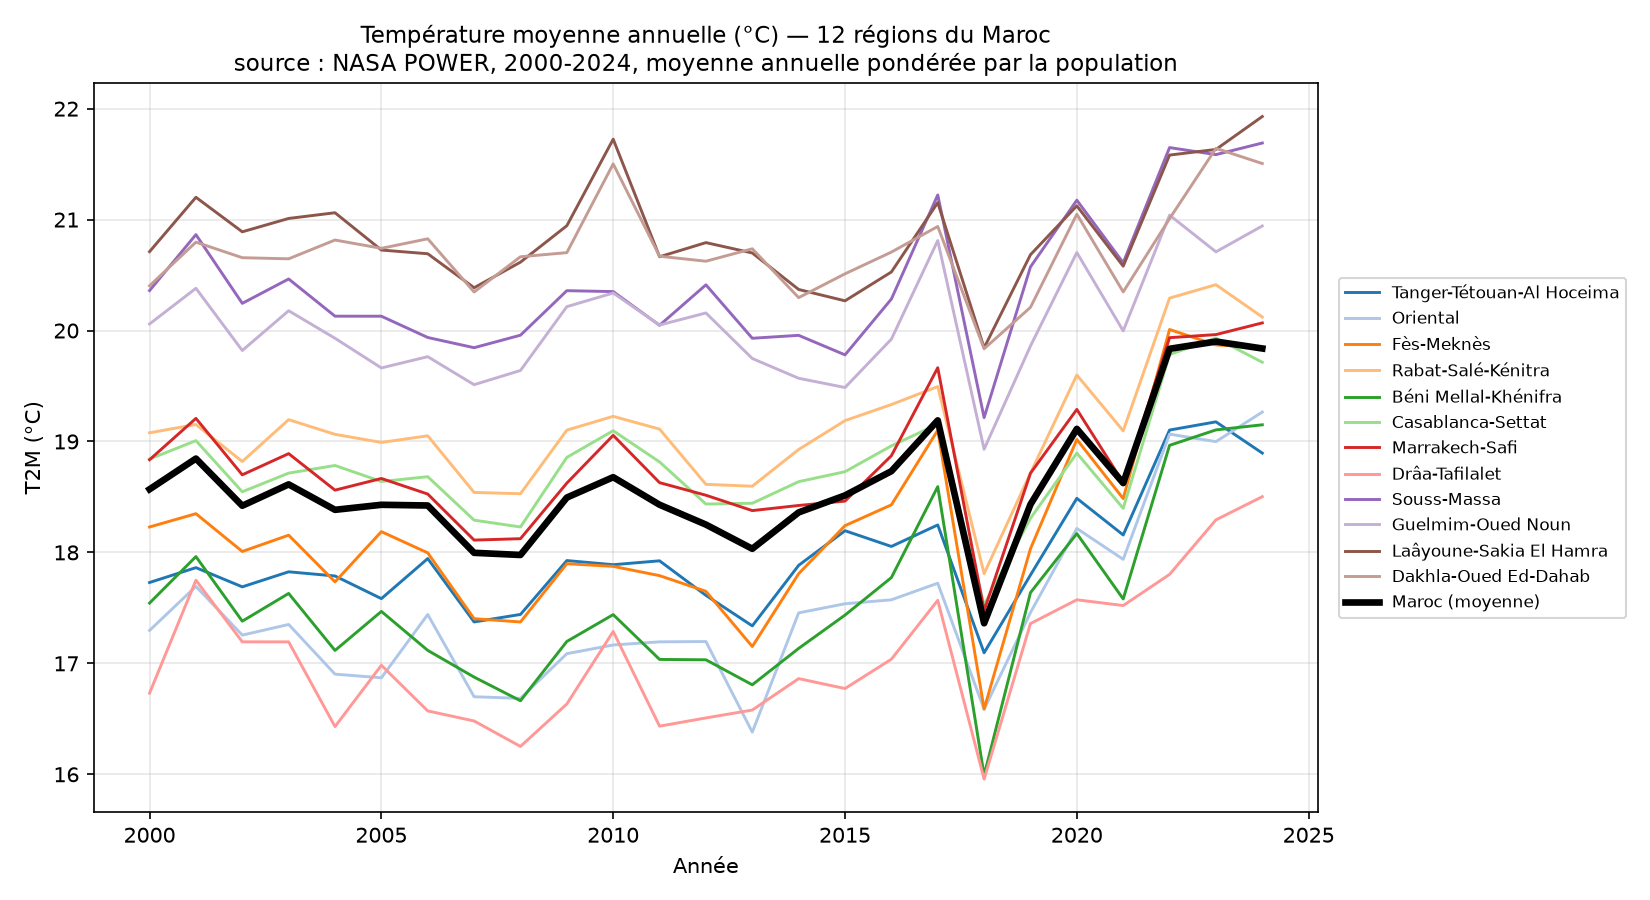 Température moyenne annuelle (°C) — 12 régions du Maroc
source : NASA POWER, 2000-2024, moyenne annuelle pondérée par la population
T2M (°C)
22
21
20
19
18
17
16
2000
2005
2010
2015
2020
2025
Année
Tanger-Tétouan-Al Hoceima
Oriental
Fès-Meknès
Rabat-Salé-Kénitra
Béni Mellal-Khénifra
Casablanca-Settat
Marrakech-Safi
Drâa-Tafilalet
Souss-Massa
Guelmim-Oued Noun
Laâyoune-Sakia El Hamra
Dakhla-Oued Ed-Dahab
Maroc (moyenne)